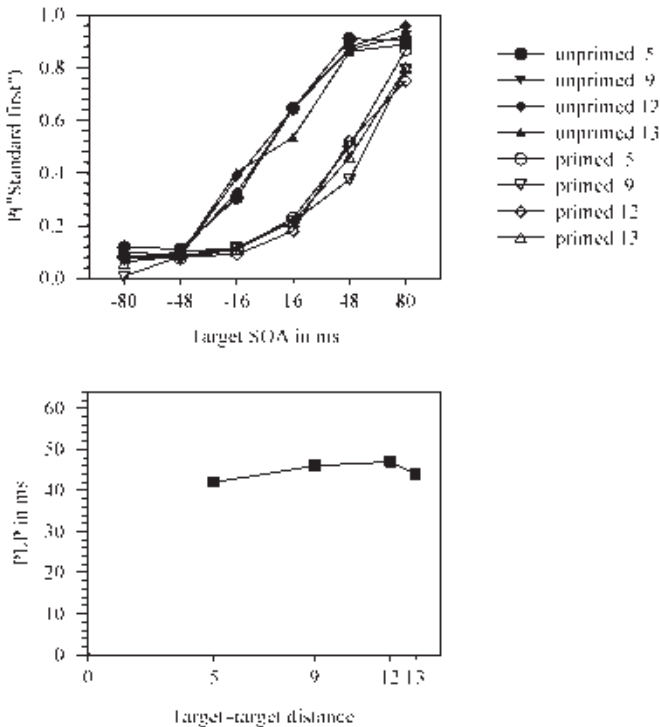 1.0
0.8
0.6
0.4
0.2
0.0
P("Standard first")
-80 -48 -16 16 48 80
Target SOA in ms
unprimed 5
unprimed 9
unprimed 12
unprimed 13
primed 5
primed 9
primed 12
primed 13
60
50
40
30
20
10
0
PLP in ms
0 5 9 12 13
Target-target distance